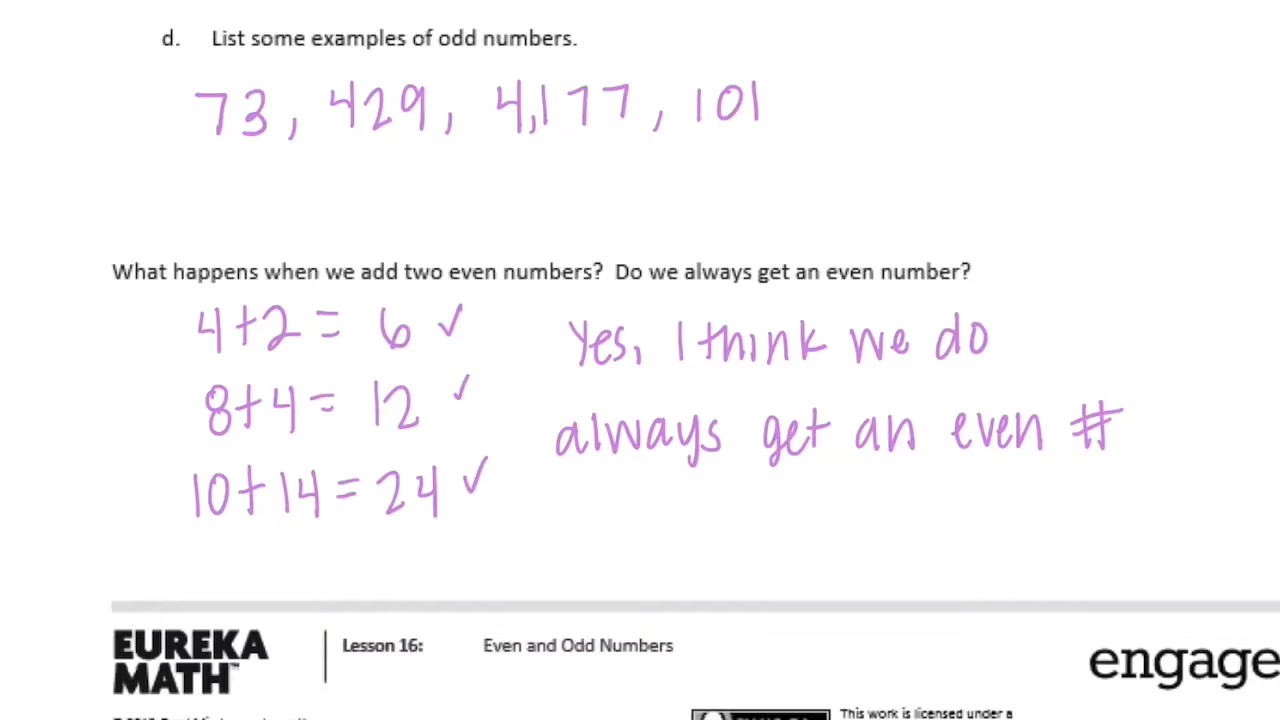 d. List some examples of odd numbers.
73, 429, 4,177, 101
What happens when we add two even numbers? Do we always get an even number?
4+2= 6 ✓
8+4= 12 ✓
10+14=24 ✓
Yes, I think we do
always get an even #
EUREKA
MATH™
Lesson 16: Even and Odd Numbers
engage
This work is licensed under a